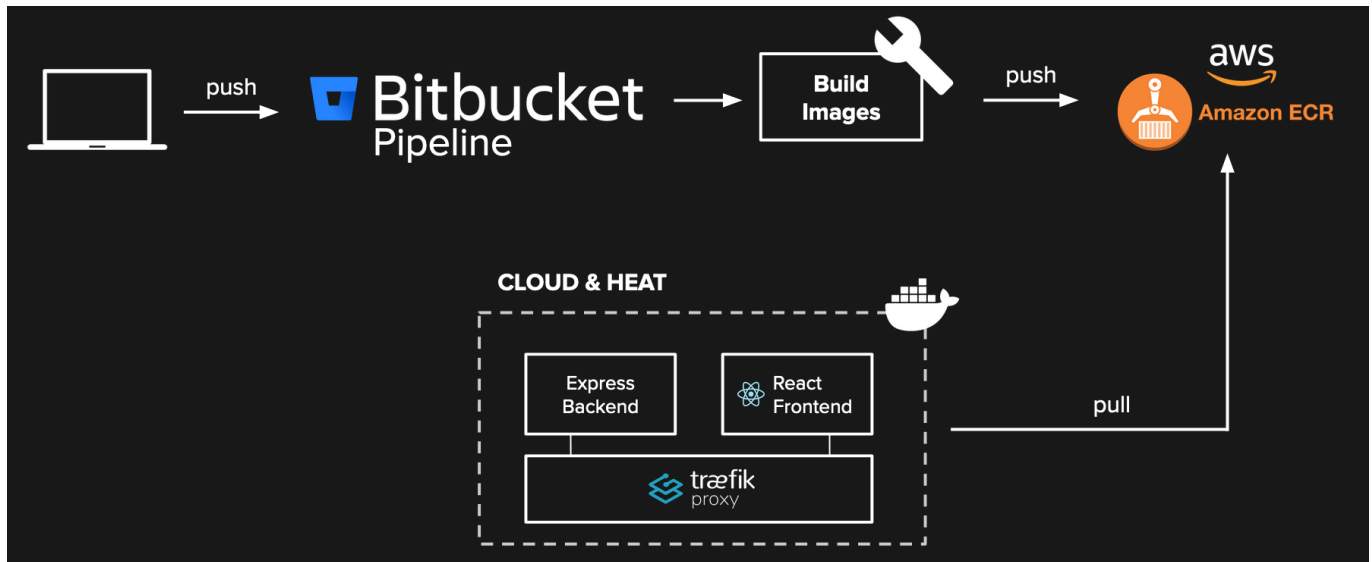 push
Bitbucket
Pipeline
Build
Images
push
aws
Amazon ECR
CLOUD & HEAT
Express
Backend
React
Frontend
træfik
proxy
pull